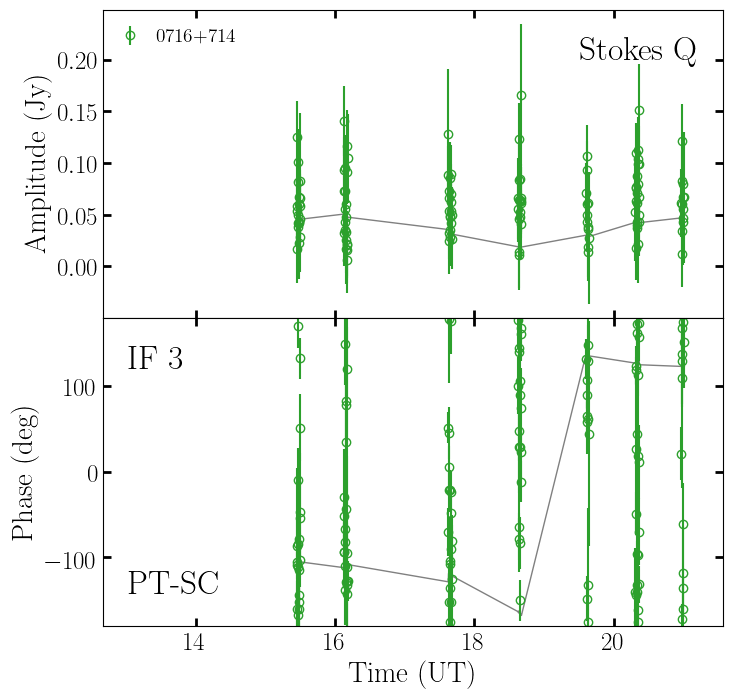 0716+714
Stokes Q
0.20
0.15
0.10
0.05
0.00
Amplitude (Jy)
IF 3
100
0
−100
Phase (deg)
PT-SC
14 16 18 20
Time (UT)